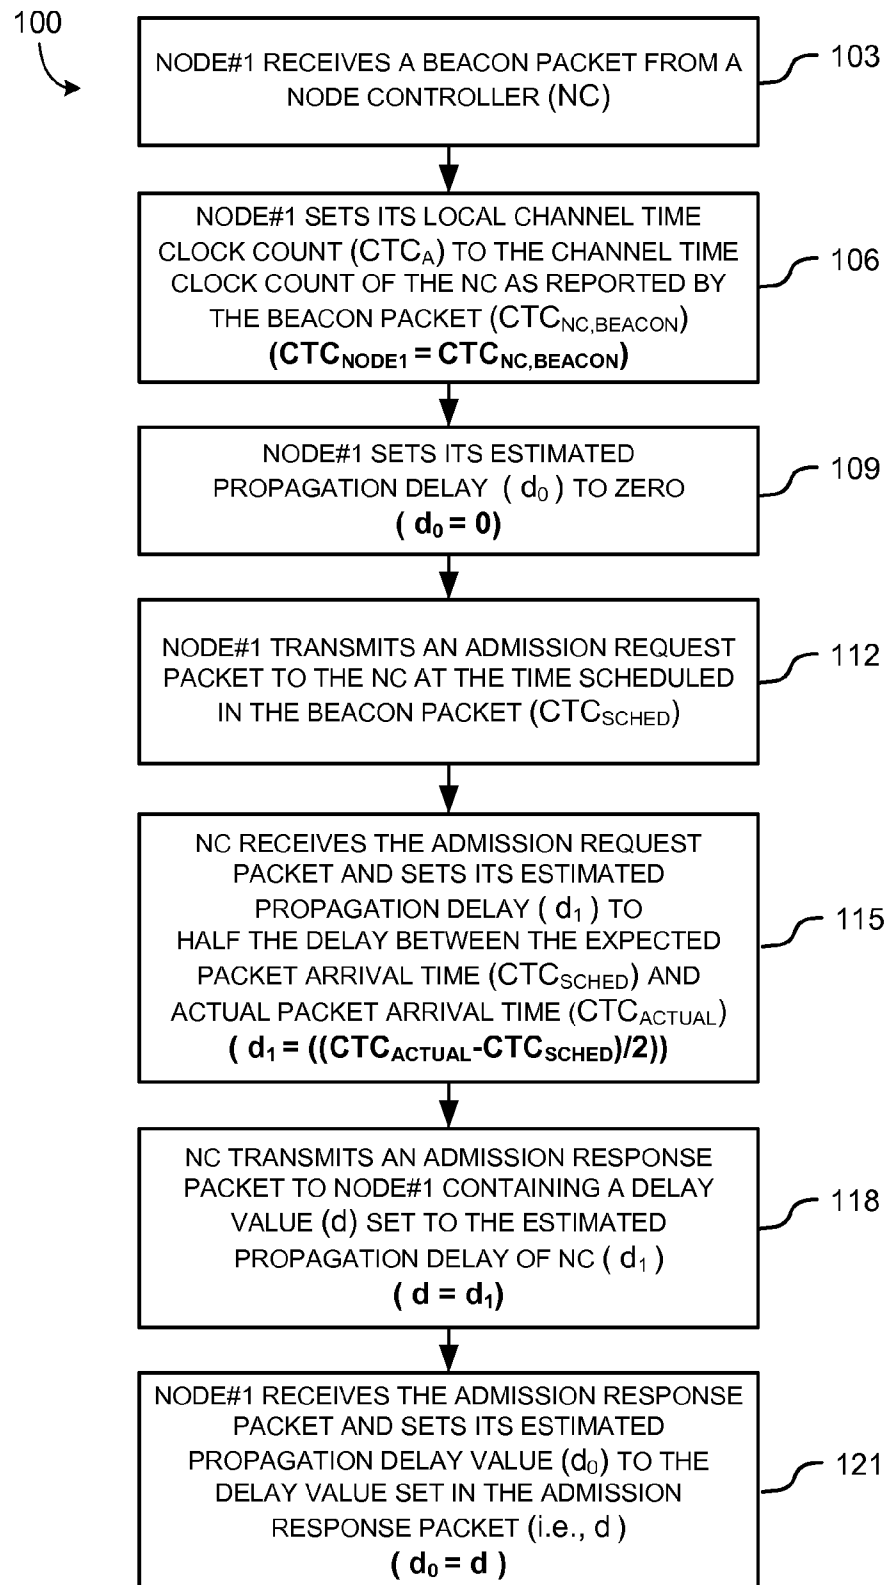 100
NODE#1 RECEIVES A BEACON PACKET FROM A
NODE CONTROLLER (NC)
103
NODE#1 SETS ITS LOCAL CHANNEL TIME
CLOCK COUNT (CTCA) TO THE CHANNEL TIME
CLOCK COUNT OF THE NC AS REPORTED BY
THE BEACON PACKET (CTCNC,BEACON)
(CTCNODE1 = CTCNC,BEACON)
106
NODE#1 SETS ITS ESTIMATED
PROPAGATION DELAY ( d0 ) TO ZERO
( d0 = 0)
109
NODE#1 TRANSMITS AN ADMISSION REQUEST
PACKET TO THE NC AT THE TIME SCHEDULED
IN THE BEACON PACKET (CTCSCHED)
112
NC RECEIVES THE ADMISSION REQUEST
PACKET AND SETS ITS ESTIMATED
PROPAGATION DELAY ( d1 ) TO
HALF THE DELAY BETWEEN THE EXPECTED
PACKET ARRIVAL TIME (CTCSCHED) AND
ACTUAL PACKET ARRIVAL TIME (CTCACTUAL)
( d1 = ((CTCACTUAL-CTCSCHED)/2))
115
NC TRANSMITS AN ADMISSION RESPONSE
PACKET TO NODE#1 CONTAINING A DELAY
VALUE (d) SET TO THE ESTIMATED
PROPAGATION DELAY OF NC ( d1 )
( d = d1)
118
NODE#1 RECEIVES THE ADMISSION RESPONSE
PACKET AND SETS ITS ESTIMATED
PROPAGATION DELAY VALUE (d0) TO THE
DELAY VALUE SET IN THE ADMISSION
RESPONSE PACKET (i.e., d )
( d0 = d )
121